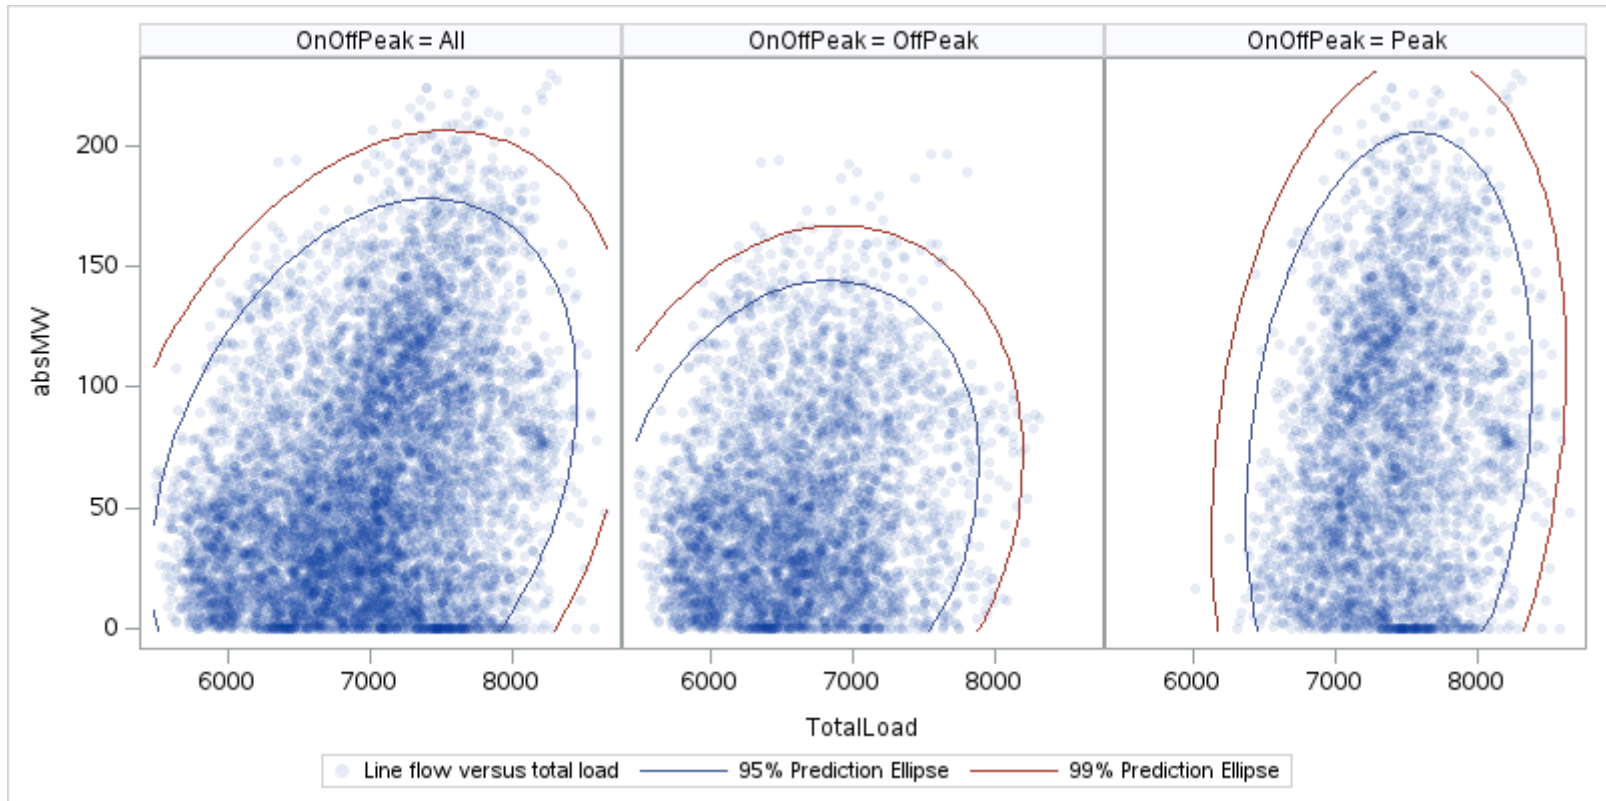 OnOffPeak = All
OnOffPeak = OffPeak
OnOffPeak = Peak
absMW
200
150
100
50
0
6000 7000 8000
6000 7000 8000
6000 7000 8000
TotalLoad
Line flow versus total load
95% Prediction Ellipse
99% Prediction Ellipse